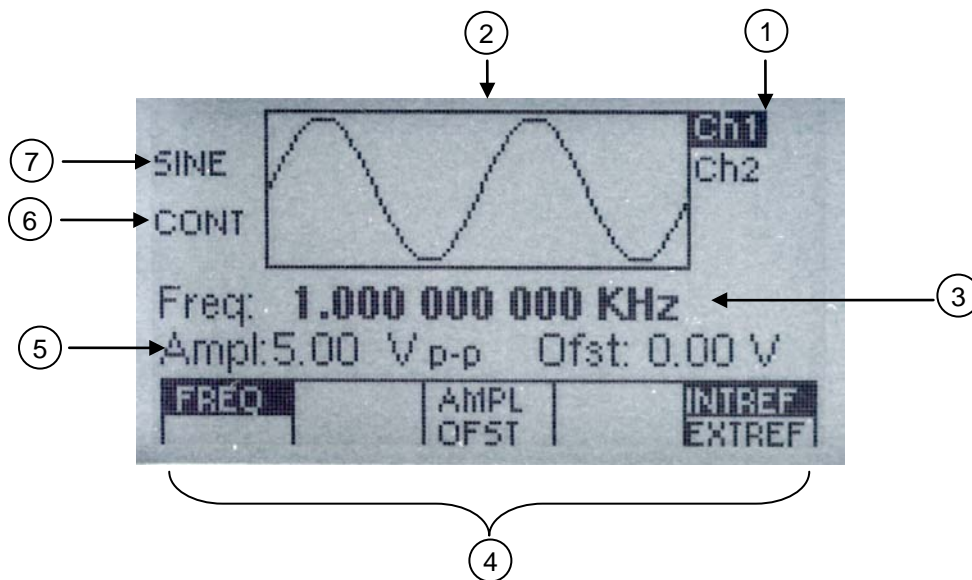 2
1
Ch1
7
SINE
Ch2
6
CONT
Freq: 1.000 000 000 KHz
3
5
Ampl:5.00 V p-p Ofst: 0.00 V
FRÉQ AMPL INTREF
OFST EXTREF
4